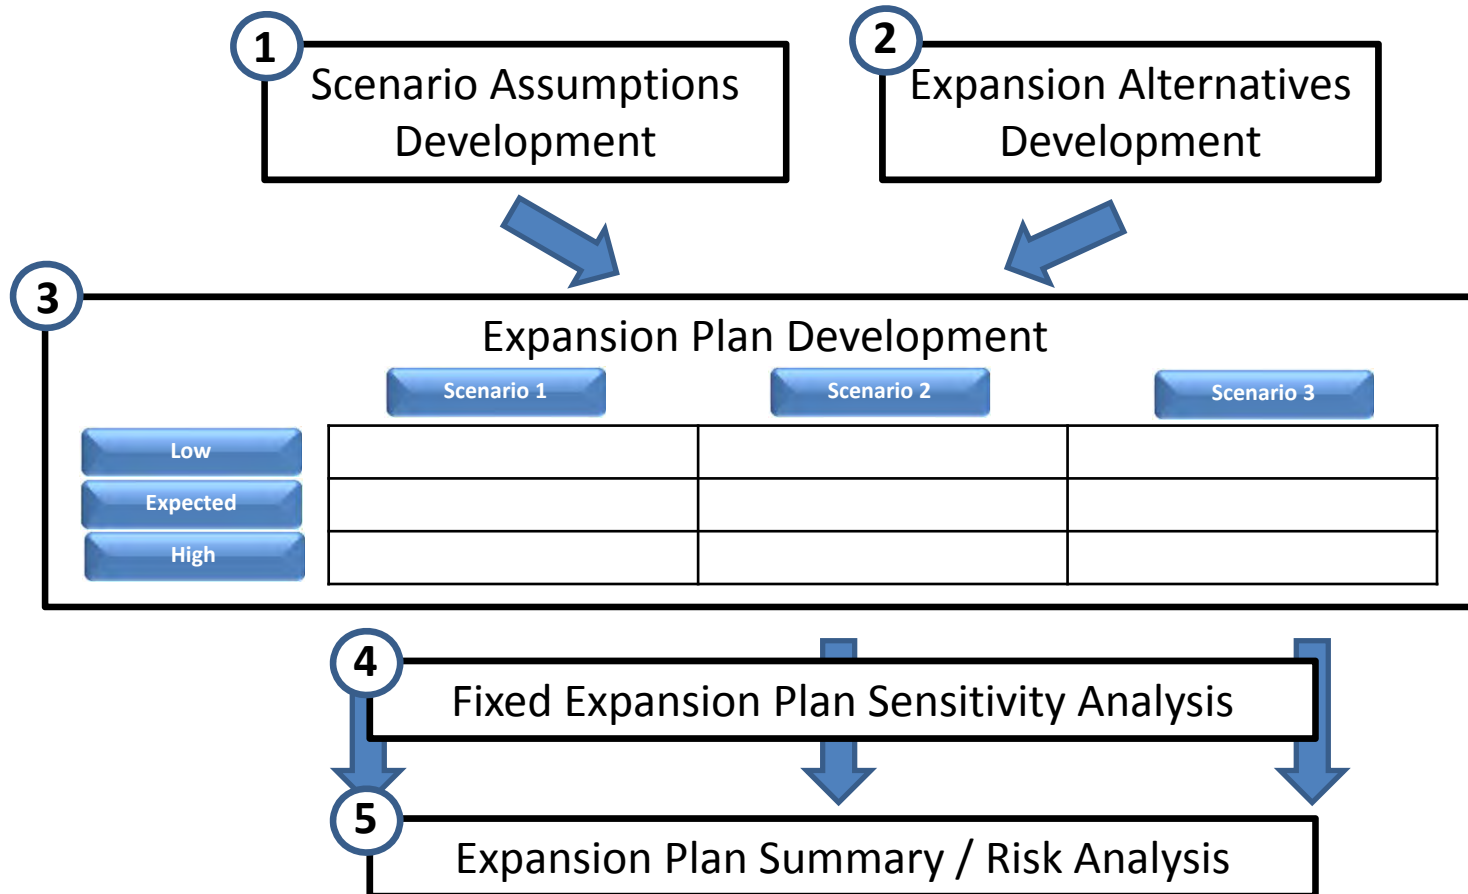 1
Scenario Assumptions
Development
2
Expansion Alternatives
Development
3
Expansion Plan Development
Scenario 1
Scenario 2
Scenario 3
Low
Expected
High
4
Fixed Expansion Plan Sensitivity Analysis
5
Expansion Plan Summary / Risk Analysis